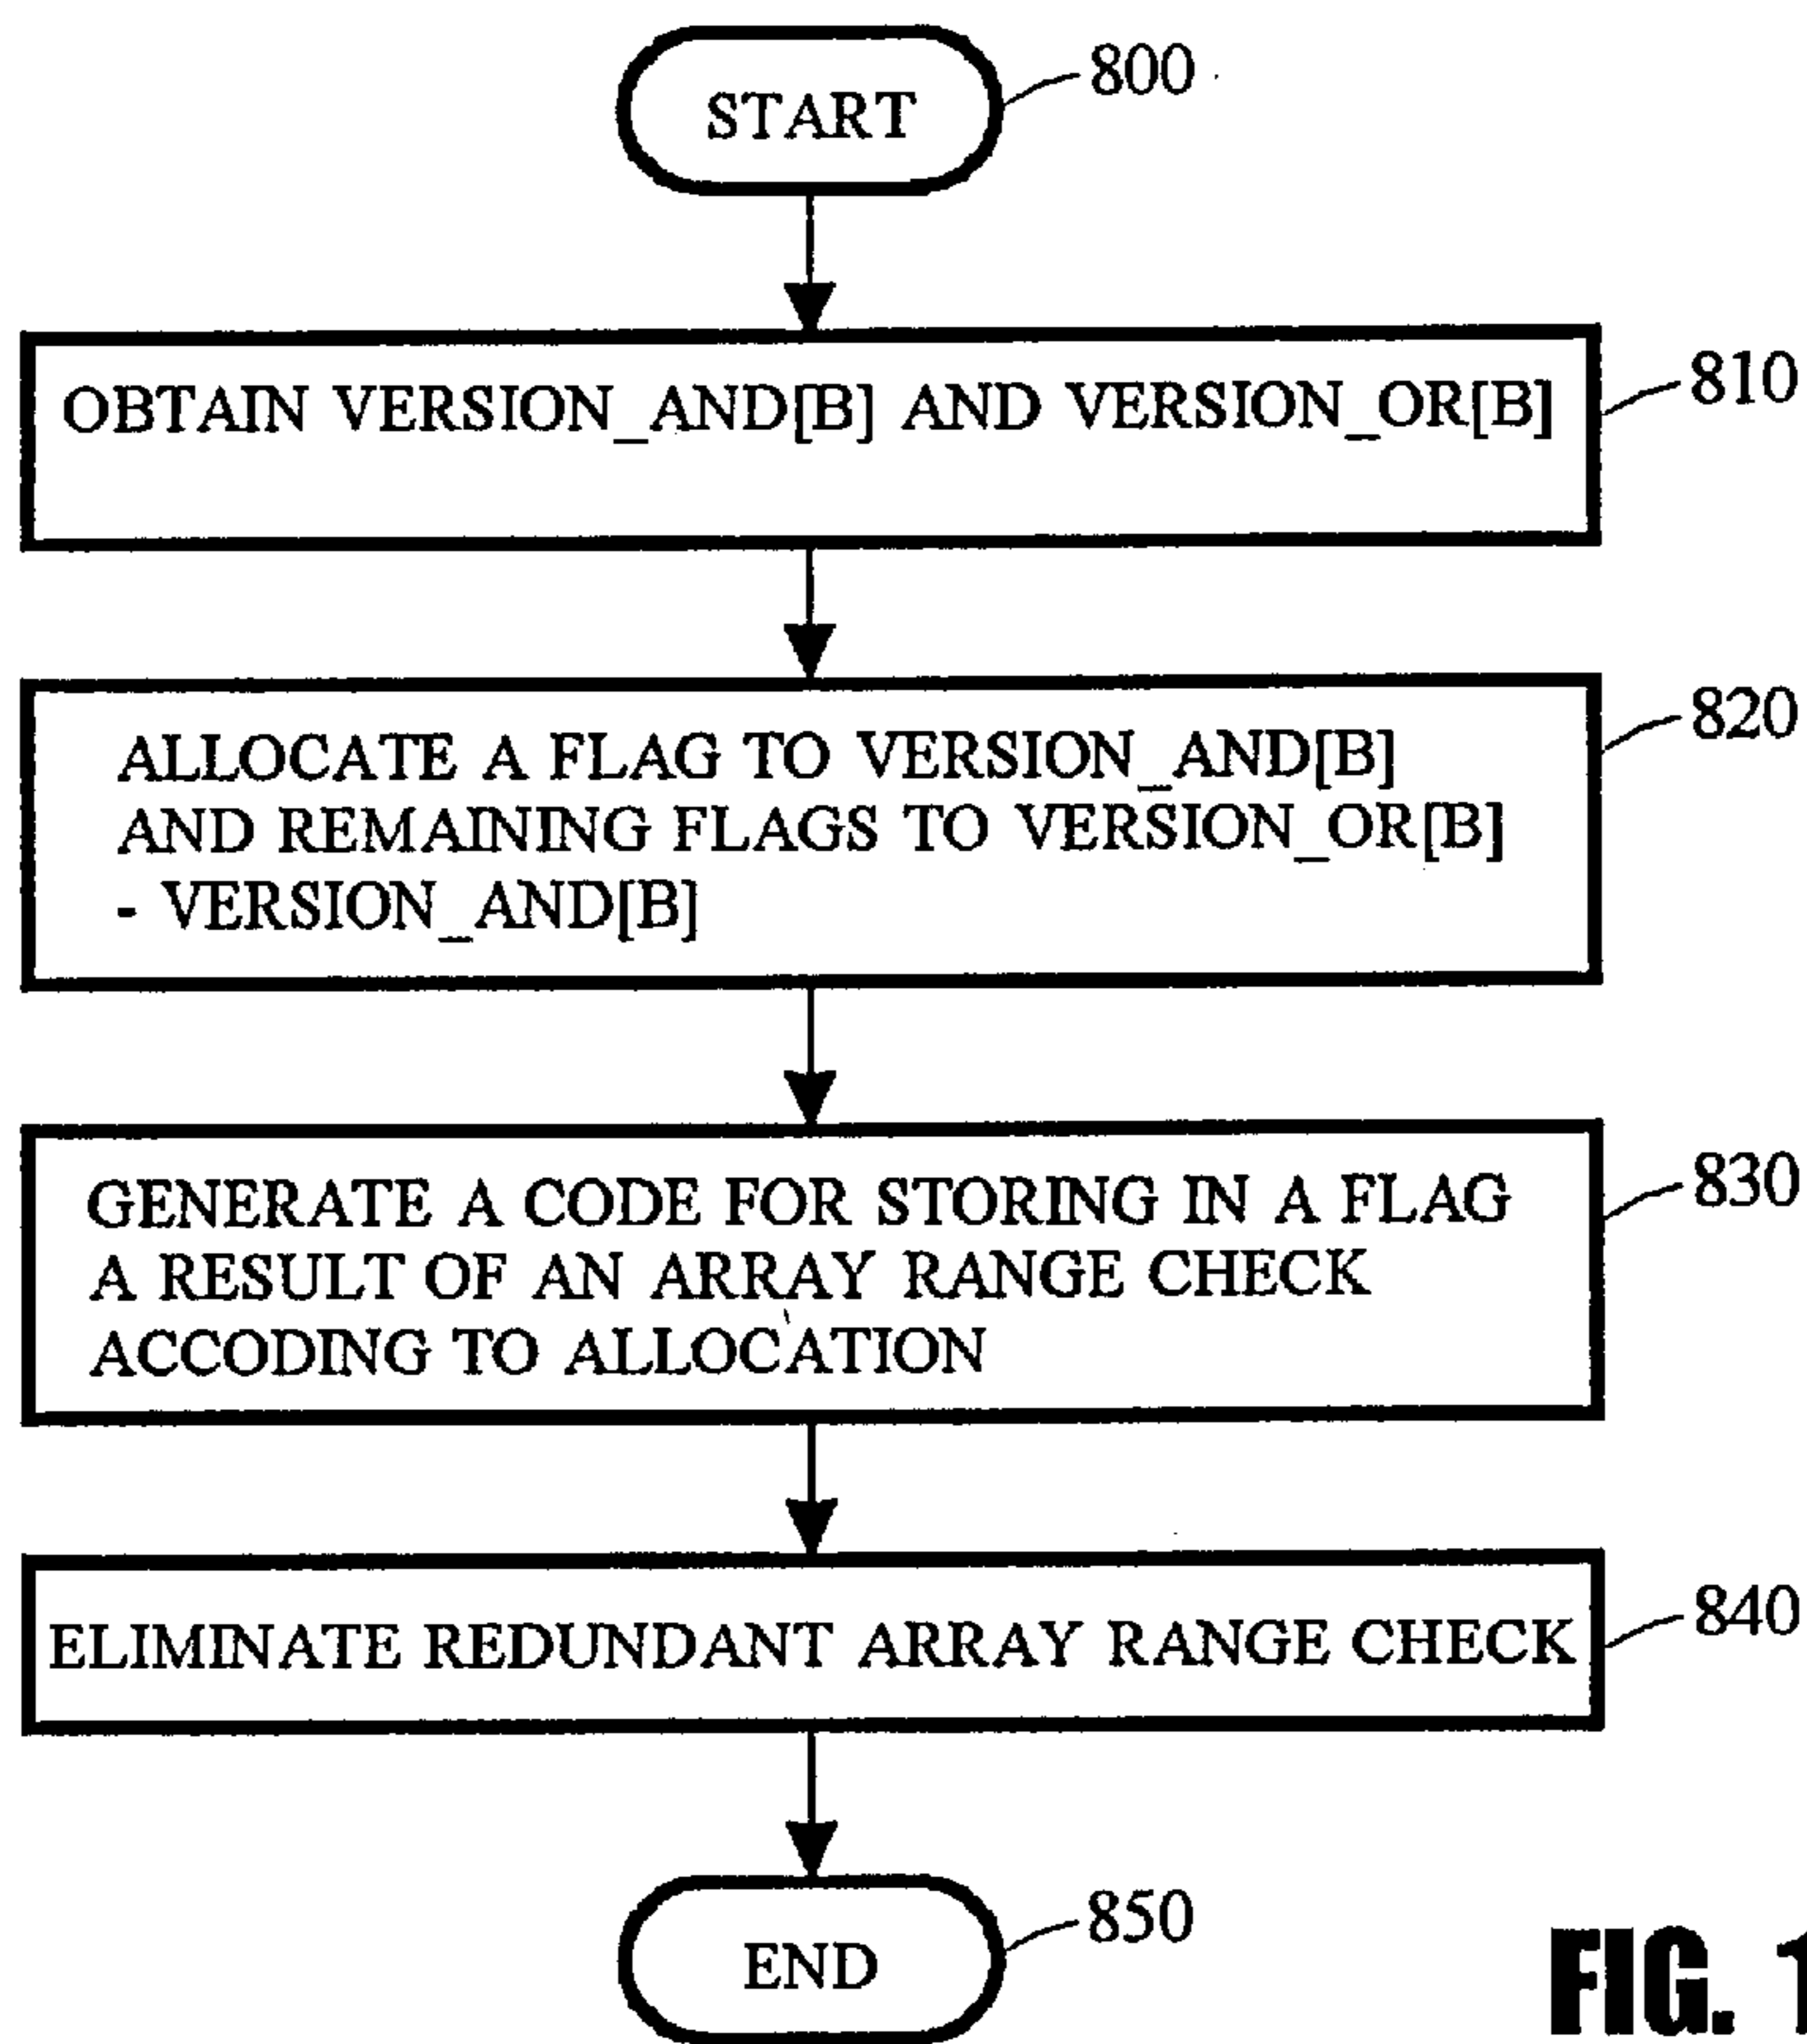 START
800
OBTAIN VERSION_AND[B] AND VERSION_OR[B]
810
ALLOCATE A FLAG TO VERSION_AND[B]
AND REMAINING FLAGS TO VERSION_OR[B]
- VERSION_AND[B]
820
GENERATE A CODE FOR STORING IN A FLAG
A RESULT OF AN ARRAY RANGE CHECK
ACCODING TO ALLOCATION
830
ELIMINATE REDUNDANT ARRAY RANGE CHECK
840
END
850
FIG.